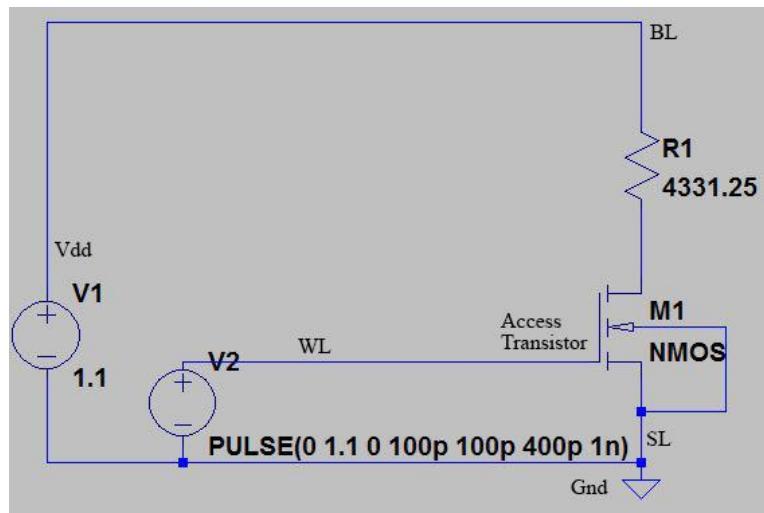 BL
R1
4331.25
Vdd
V1
1.1
Access
Transistor
M1
NMOS
WL
V2
PULSE(0 1.1 0 100p 100p 400p 1n)
SL
Gnd